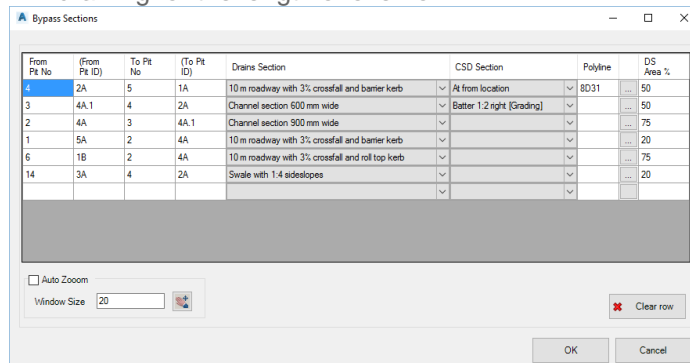 Bypass Sections
From Pit No (From Pit ID) To Pit No (To Pit ID) Drains Section CSD Section Polyline DS Area %
4 2A 5 1A 10 m roadway with 3% crossfall and barrier kerb At from location 8D31 ... 50
3 4A.1 4 2A Channel section 600 mm wide Batter 1:2 right [Grading] ... 50
2 4A 3 4A.1 Channel section 900 mm wide ... 75
1 5A 2 4A 10 m roadway with 3% crossfall and barrier kerb ... 20
6 1B 2 4A 10 m roadway with 3% crossfall and roll top kerb ... 75
14 3A 4 2A Swale with 1:4 sideslopes ... 20
Auto Zooom
Window Size 20
Clear row
OK Cancel